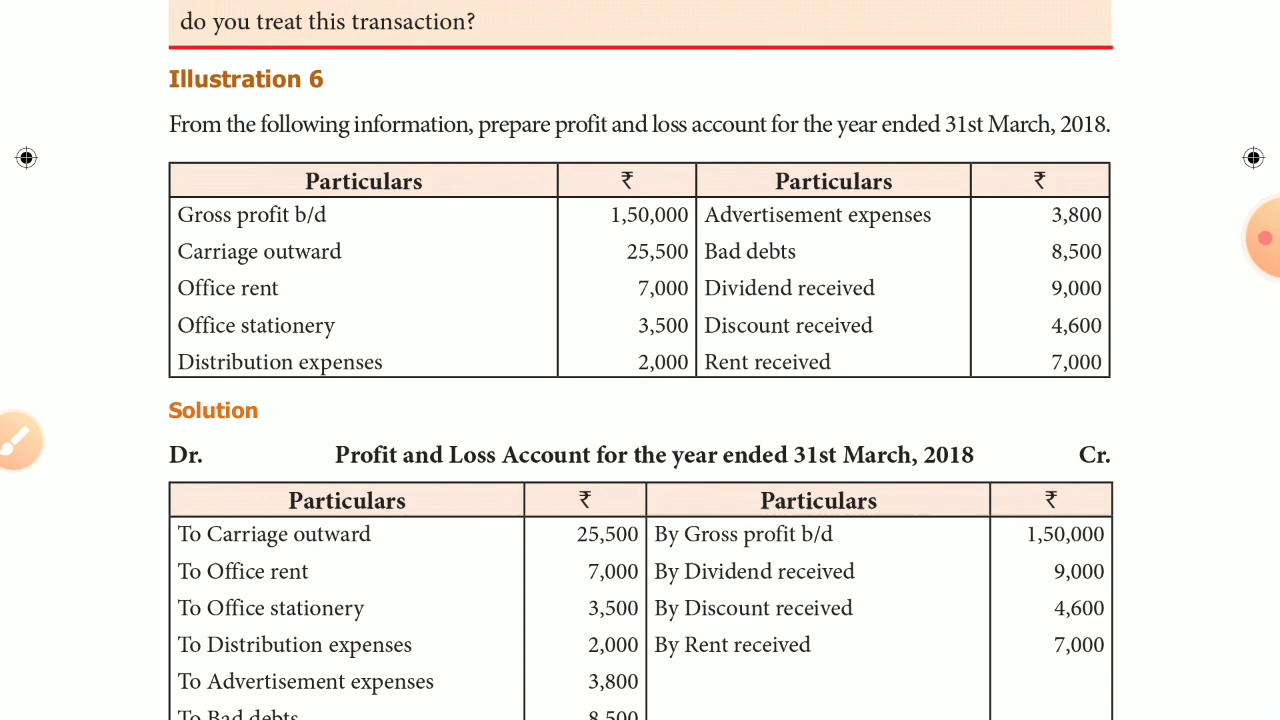 do you treat this transaction?
Illustration 6
From the following information, prepare profit and loss account for the year ended 31st March, 2018.
Particulars ₹ Particulars ₹
Gross profit b/d 1,50,000 Advertisement expenses 3,800
Carriage outward 25,500 Bad debts 8,500
Office rent 7,000 Dividend received 9,000
Office stationery 3,500 Discount received 4,600
Distribution expenses 2,000 Rent received 7,000
Solution
Dr. Profit and Loss Account for the year ended 31st March, 2018 Cr.
Particulars ₹ Particulars ₹
To Carriage outward 25,500 By Gross profit b/d 1,50,000
To Office rent 7,000 By Dividend received 9,000
To Office stationery 3,500 By Discount received 4,600
To Distribution expenses 2,000 By Rent received 7,000
To Advertisement expenses 3,800
To Bad debts 8,500